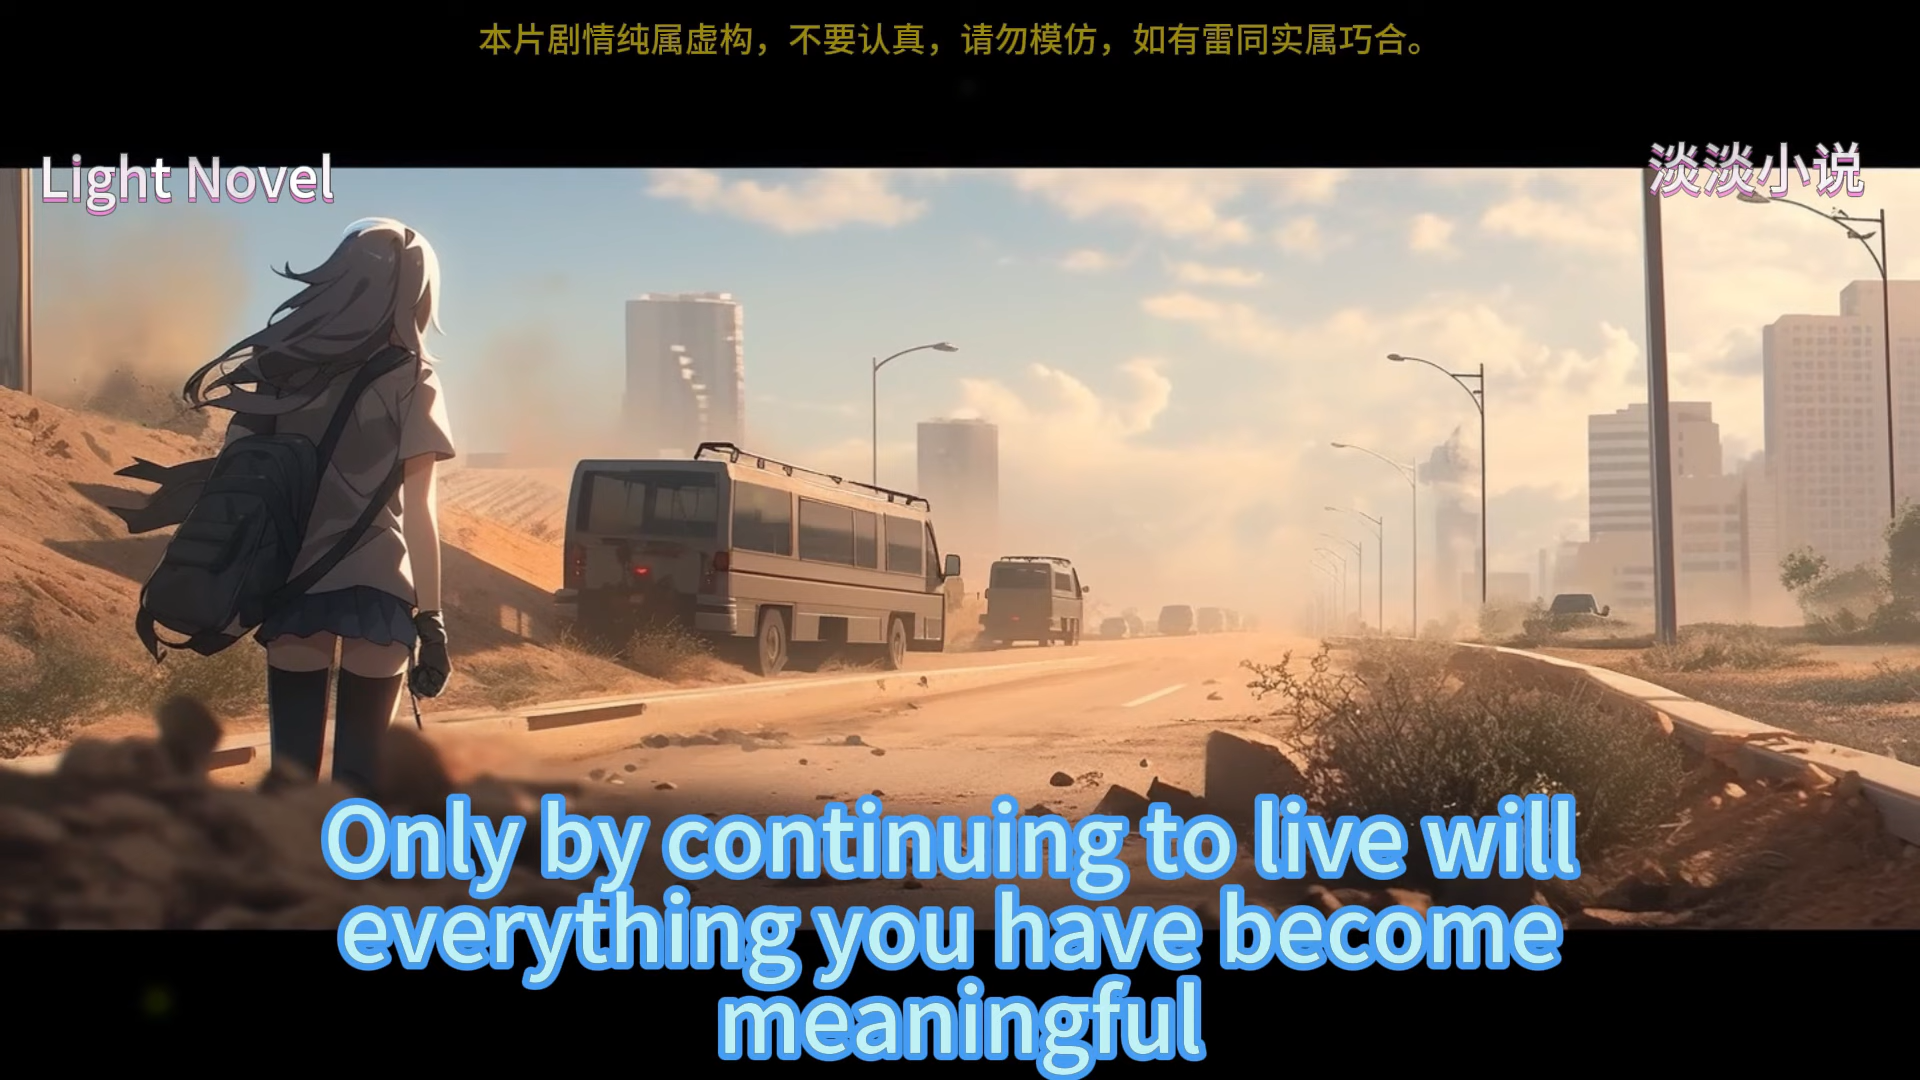 本片剧情纯属虚构，不要认真，请勿模仿，如有雷同实属巧合。
Light Novel
淡淡小说
Only by continuing to live will
everything you have become
meaningful